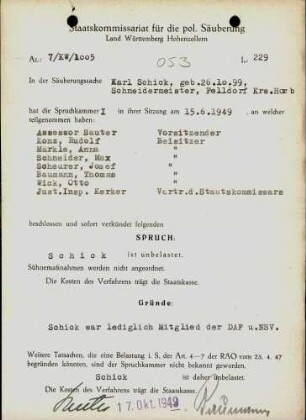 Staatskommissariat für die pol. Säuberung
Land Württemberg Hohenzollern
Az.: 7/KW/1005
053
L: 229
In der Säuberungssache Karl Schick, geb.26.10.99,
Schneidermeister, Felldorf Krs.Horb
hat die Spruchkammer I in ihrer Sitzung am 15.6.1949, an welcher
teilgenommen haben:
Assessor Sauter Vorsitzender
Konz, Rudolf Beisitzer
Märkle, Anna "
Schneider, Max "
Scheurer, Josef "
Baumann, Thomas "
Wick, Otto "
Just.Insp. Kerker Vertr.d.Staatskommissars
beschlossen und sofort verkündet folgenden
SPRUCH:
Schick ist unbelastet.
Sühnemaßnahmen werden nicht angeordnet.
Die Kosten des Verfahrens trägt die Staatskasse.
Gründe:
Schick war lediglich Mitglied der DAF u.NSV.
Weitere Tatsachen, die eine Belastung i. S. der Art. 4—7 der RAO vom 25. 4. 47
begründen könnten, sind der Spruchkammer nicht bekannt geworden.
Schick ist daher unbelastet.
Die Kosten des Verfahrens trägt die Staatskasse.
17. Okt. 1949